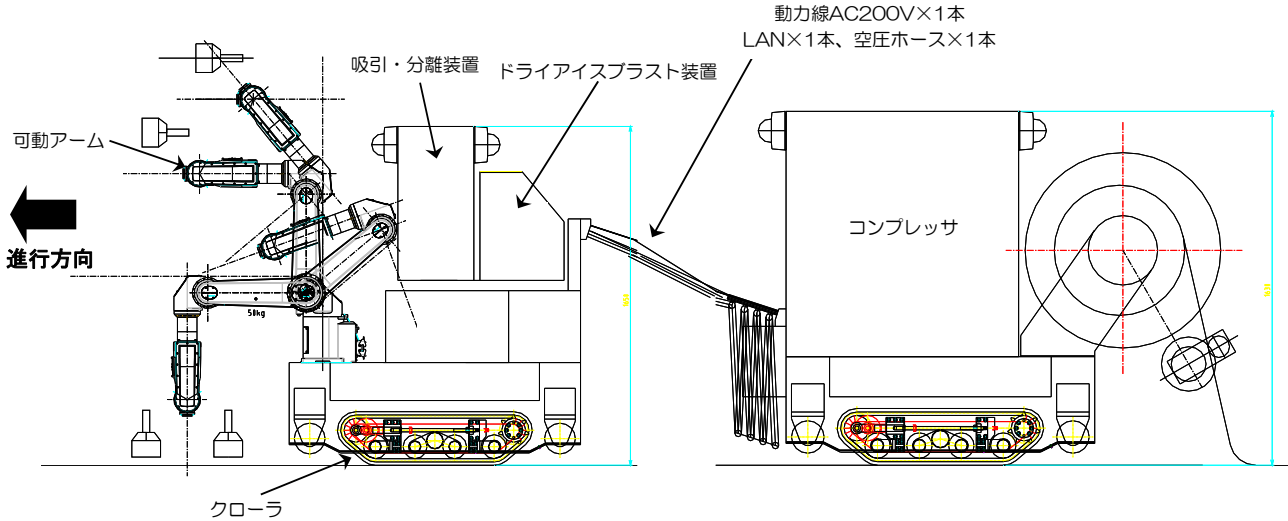 動力線AC200V×1本
LAN×1本、空圧ホース×1本
吸引・分離装置
ドライアイスブラスト装置
可動アーム
コンプレッサ
進行方向
50kg
クローラ